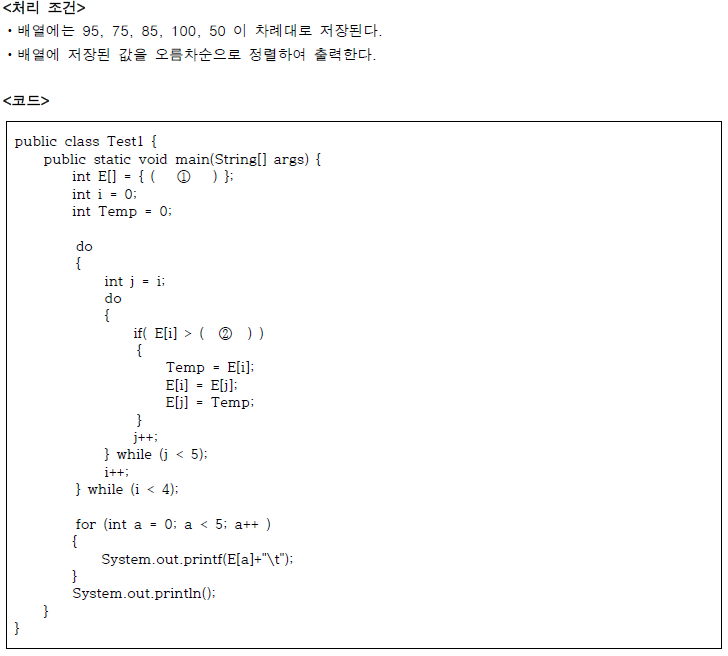 <처리 조건>
・배열에는 95, 75, 85, 100, 50 이 차례대로 저장된다.
・배열에 저장된 값을 오름차순으로 정렬하여 출력한다.
<코드>
public class Test1 {
public static void main(String[] args) {
int E[] = { ( ① ) };
int i = 0;
int Temp = 0;
do
{
int j = i;
do
{
if( E[i] > ( ② ) )
{
Temp = E[i];
E[i] = E[j];
E[j] = Temp;
}
j++;
} while (j < 5);
i++;
} while (i < 4);
for (int a = 0; a < 5; a++ )
{
System.out.printf(E[a]+"\t");
}
System.out.println();
}
}